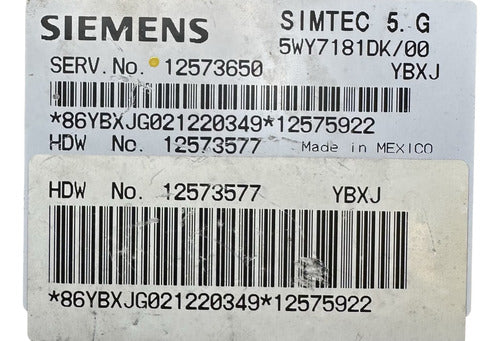 SIEMENS SIMTEC 5. G
5WY7181DK/00
SERV.No. 12573650 YBXJ
*86YBXJG021220349*12575922
HDW No. 12573577 Made in MEXICO
HDW No. 12573577 YBXJ
*86YBXJG021220349*12575922